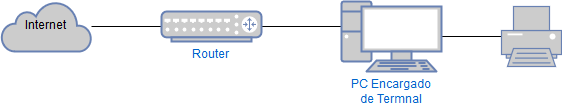 Internet
Router
PC Encargado
de Termnal